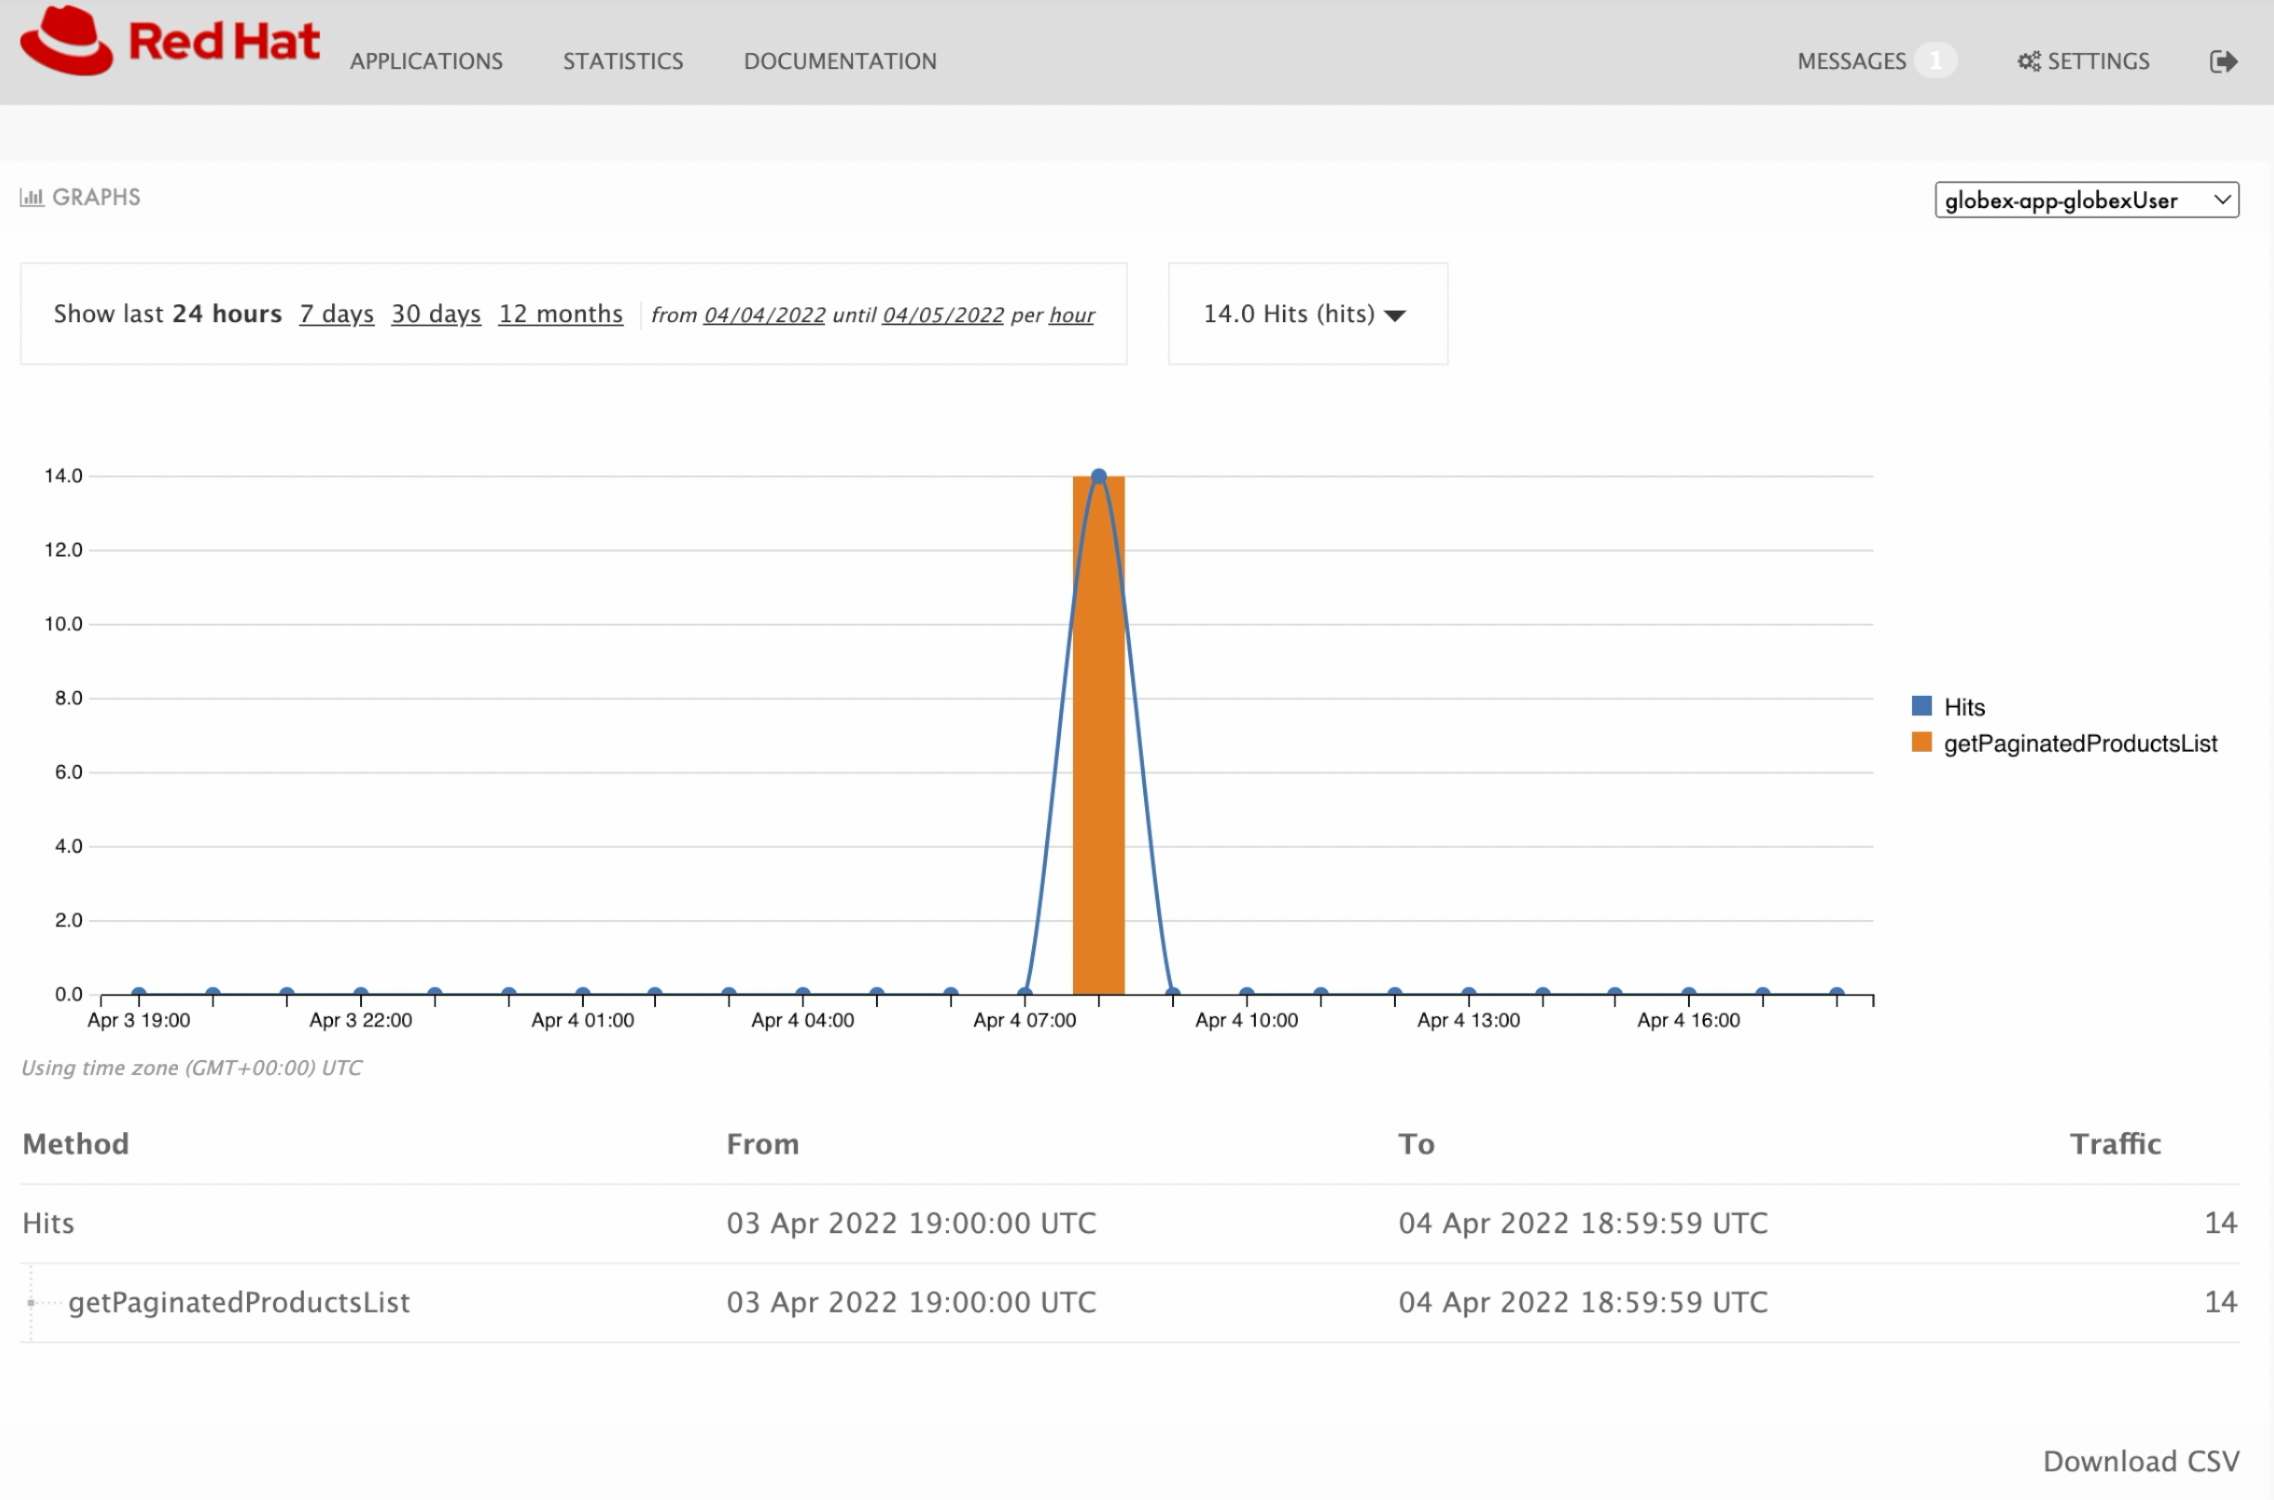 Red Hat APPLICATIONS STATISTICS DOCUMENTATION MESSAGES 1 SETTINGS
GRAPHS globex-app-globexUser
Show last 24 hours 7 days 30 days 12 months from 04/04/2022 until 04/05/2022 per hour 14.0 Hits (hits)
14.0
12.0
10.0
8.0
6.0
4.0
2.0
0.0
Apr 3 19:00 Apr 3 22:00 Apr 4 01:00 Apr 4 04:00 Apr 4 07:00 Apr 4 10:00 Apr 4 13:00 Apr 4 16:00
Hits
getPaginatedProductsList
Using time zone (GMT+00:00) UTC
Method From To Traffic
Hits 03 Apr 2022 19:00:00 UTC 04 Apr 2022 18:59:59 UTC 14
getPaginatedProductsList 03 Apr 2022 19:00:00 UTC 04 Apr 2022 18:59:59 UTC 14
Download CSV